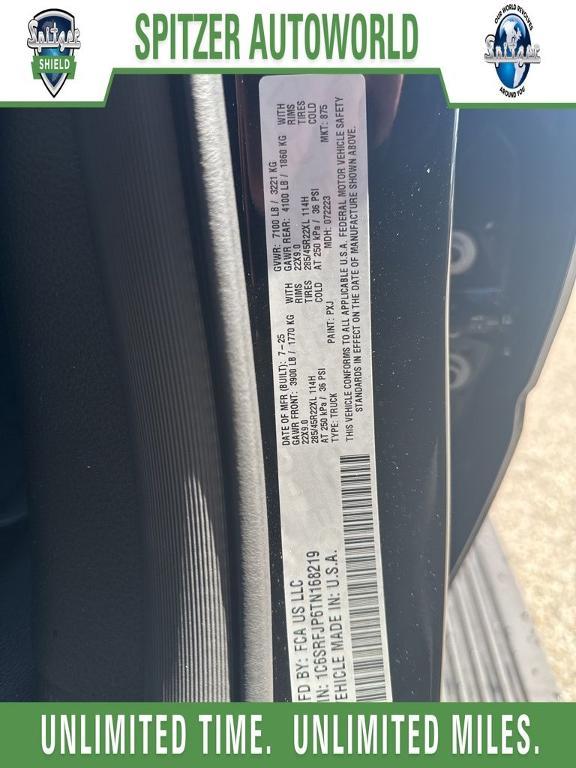 Spitzer
SHIELD
SPITZER AUTOWORLD
OUR WORLD REVOLVES
Spitzer
AROUND YOU
MFD BY: FCA US LLC
VIN: 1C6SRFJP6TN168219
VEHICLE MADE IN: U.S.A.
DATE OF MFR (BUILT): 7-25
GVWR: 7100 LB / 3221 KG
GAWR FRONT: 3900 LB / 1770 KG WITH
GAWR REAR: 4100 LB / 1860 KG WITH
22X9.0 RIMS
22X9.0 RIMS
285/45R22XL 114H TIRES
285/45R22XL 114H TIRES
AT 250 kPa / 36 PSI COLD
AT 250 kPa / 36 PSI COLD
TYPE: TRUCK PAINT: PXJ MDH: 072223 MKT: 875
THIS VEHICLE CONFORMS TO ALL APPLICABLE U.S.A. FEDERAL MOTOR VEHICLE SAFETY
STANDARDS IN EFFECT ON THE DATE OF MANUFACTURE SHOWN ABOVE.
UNLIMITED TIME. UNLIMITED MILES.